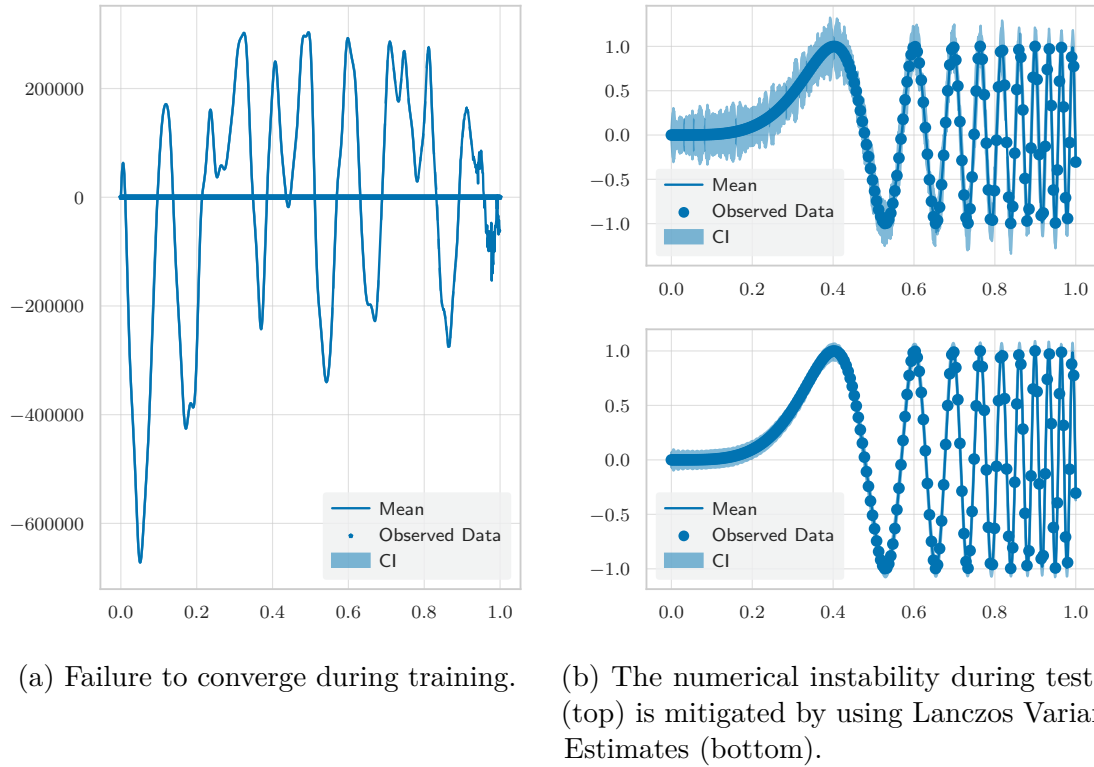 200000
0
−200000
−400000
−600000
0.0 0.2 0.4 0.6 0.8 1.0
Mean
Observed Data
CI
1.0
0.5
0.0
−0.5
−1.0
0.0 0.2 0.4 0.6 0.8 1.0
Mean
Observed Data
CI
1.0
0.5
0.0
−0.5
−1.0
0.0 0.2 0.4 0.6 0.8 1.0
Mean
Observed Data
CI
(a) Failure to converge during training.
(b) The numerical instability during test
(top) is mitigated by using Lanczos
Estimates (bottom).